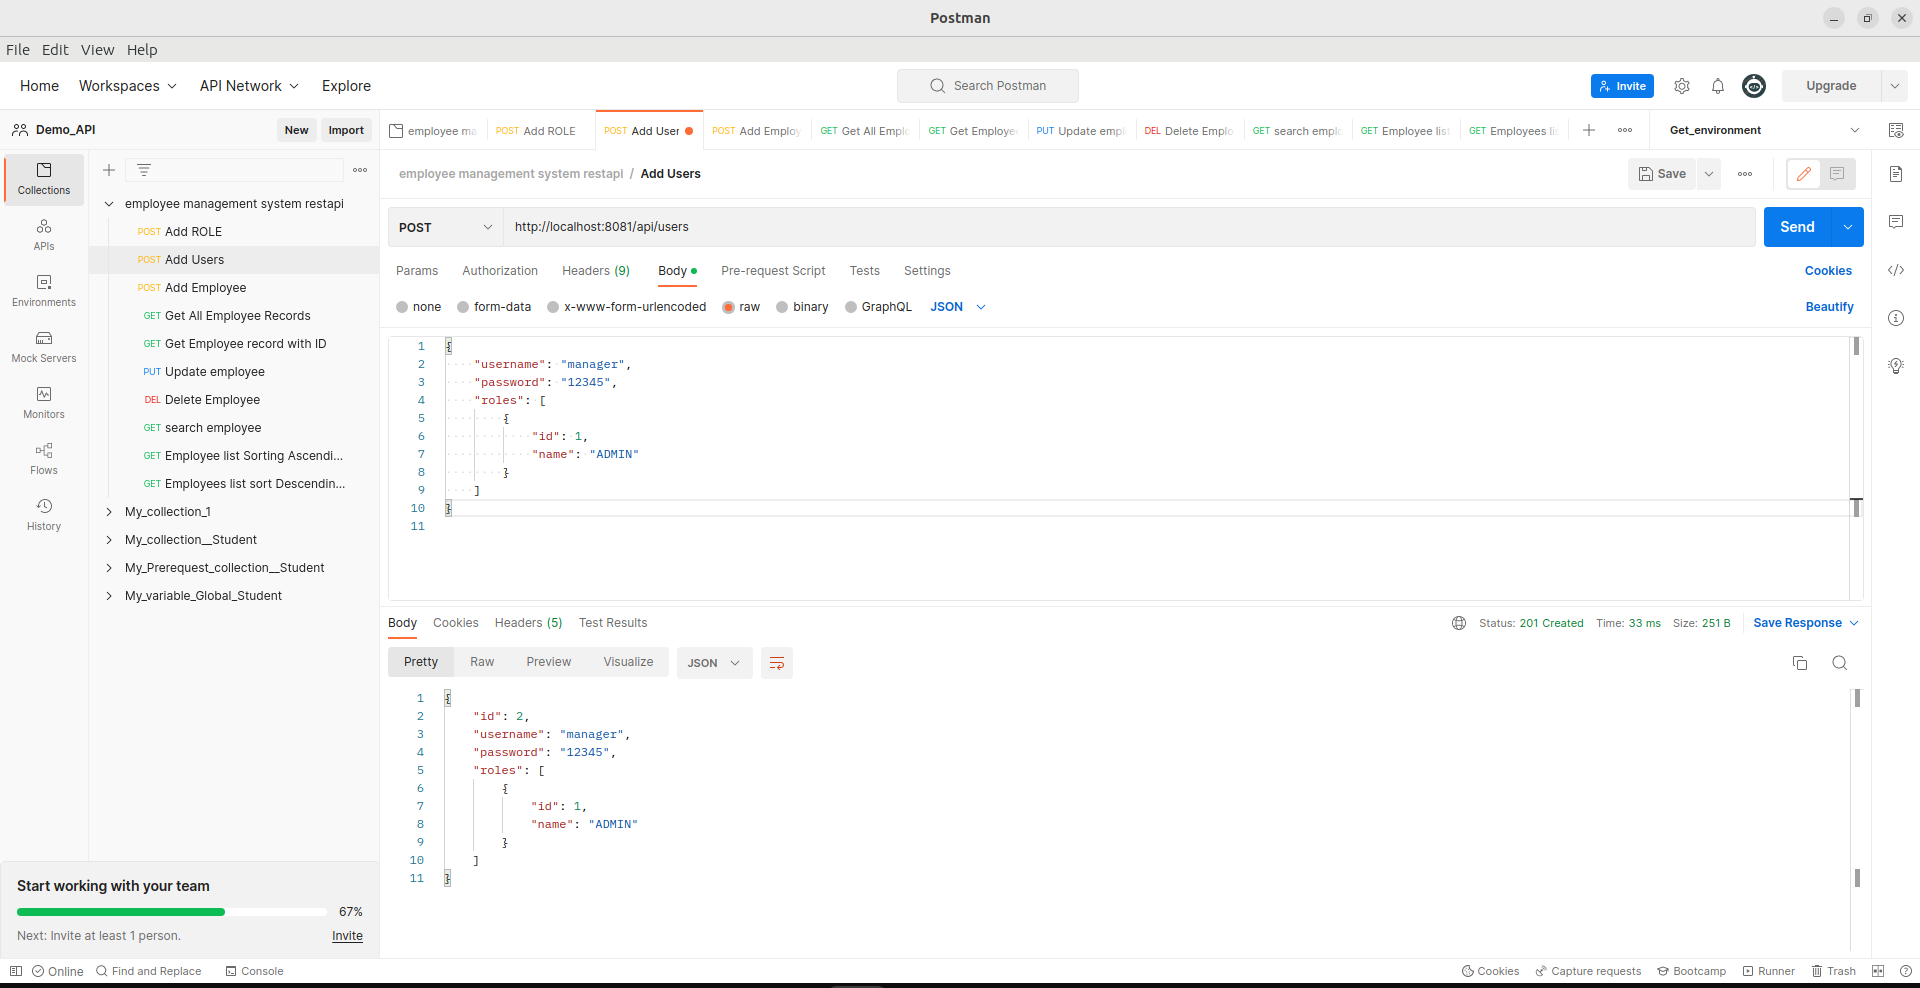 Postman
File Edit View Help
Home Workspaces API Network Explore
Search Postman
Invite
Upgrade
Demo_API
New Import
employee ma
POST Add ROLE
POST Add User
POST Add Employ
GET Get All Empl
GET Get Employe
PUT Update empl
DEL Delete Emplo
GET search emplo
GET Employee list
GET Employees li
Get_environment
Collections
APIs
Environments
Mock Servers
Monitors
Flows
History
employee management system restapi
POST Add ROLE
POST Add Users
POST Add Employee
GET Get All Employee Records
GET Get Employee record with ID
PUT Update employee
DEL Delete Employee
GET search employee
GET Employee list Sorting Ascendi...
GET Employees list sort Descendin...
My_collection_1
My_collection__Student
My_Prerequest_collection__Student
My_variable_Global_Student
Start working with your team
67%
Next: Invite at least 1 person. Invite
employee management system restapi / Add Users
Save
POST http://localhost:8081/api/users
Send
Params Authorization Headers (9) Body Pre-request Script Tests Settings Cookies
none form-data x-www-form-urlencoded raw binary GraphQL JSON Beautify
1 {
2 "username": "manager",
3 "password": "12345",
4 "roles": [
5 {
6 "id": 1,
7 "name": "ADMIN"
8 }
9 ]
10 }
11
Body Cookies Headers (5) Test Results Status: 201 Created Time: 33 ms Size: 251 B Save Response
Pretty Raw Preview Visualize JSON
1 {
2 "id": 2,
3 "username": "manager",
4 "password": "12345",
5 "roles": [
6 {
7 "id": 1,
8 "name": "ADMIN"
9 }
10 ]
11 }
Online Find and Replace Console Cookies Capture requests Bootcamp Runner Trash